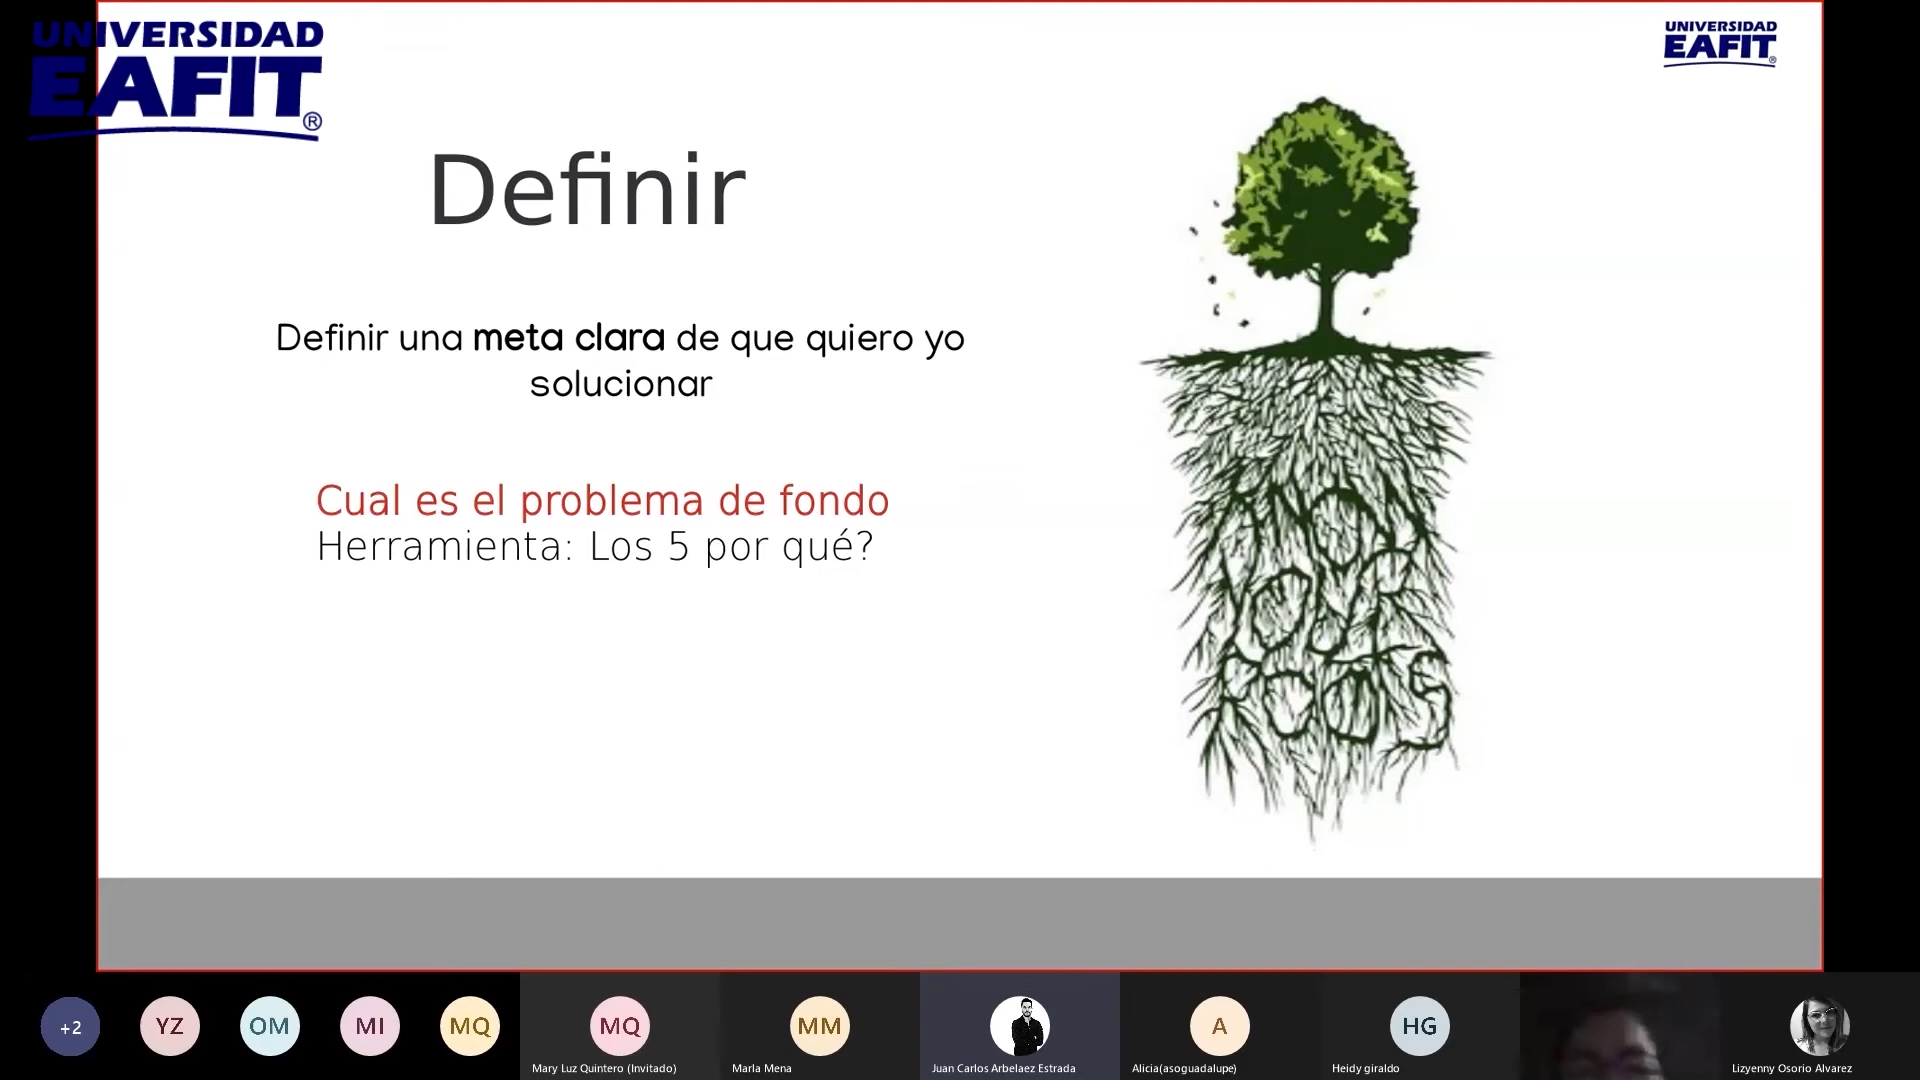 UNIVERSIDAD
EAFIT®
UNIVERSIDAD
EAFIT®
Definir
Definir una meta clara de que quiero yo
solucionar
Cual es el problema de fondo
Herramienta: Los 5 por qué?
+2
YZ
OM
MI
MQ
MQ
MM
A
HG
Mary Luz Quintero (Invitado)
Marla Mena
Juan Carlos Arbelaez Estrada
Alicia(asoguadalupe)
Heidy giraldo
Lizyenny Osorio Alvarez